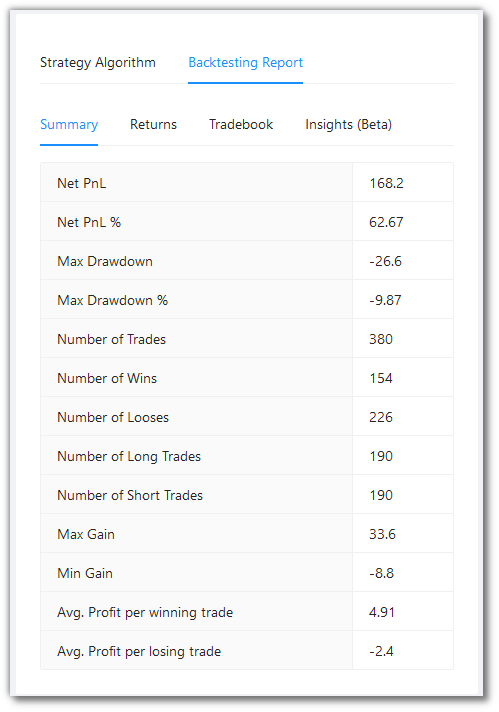 Strategy Algorithm Backtesting Report
Summary Returns Tradebook Insights (Beta)
Net PnL 168.2
Net PnL % 62.67
Max Drawdown -26.6
Max Drawdown % -9.87
Number of Trades 380
Number of Wins 154
Number of Looses 226
Number of Long Trades 190
Number of Short Trades 190
Max Gain 33.6
Min Gain -8.8
Avg. Profit per winning trade 4.91
Avg. Profit per losing trade -2.4